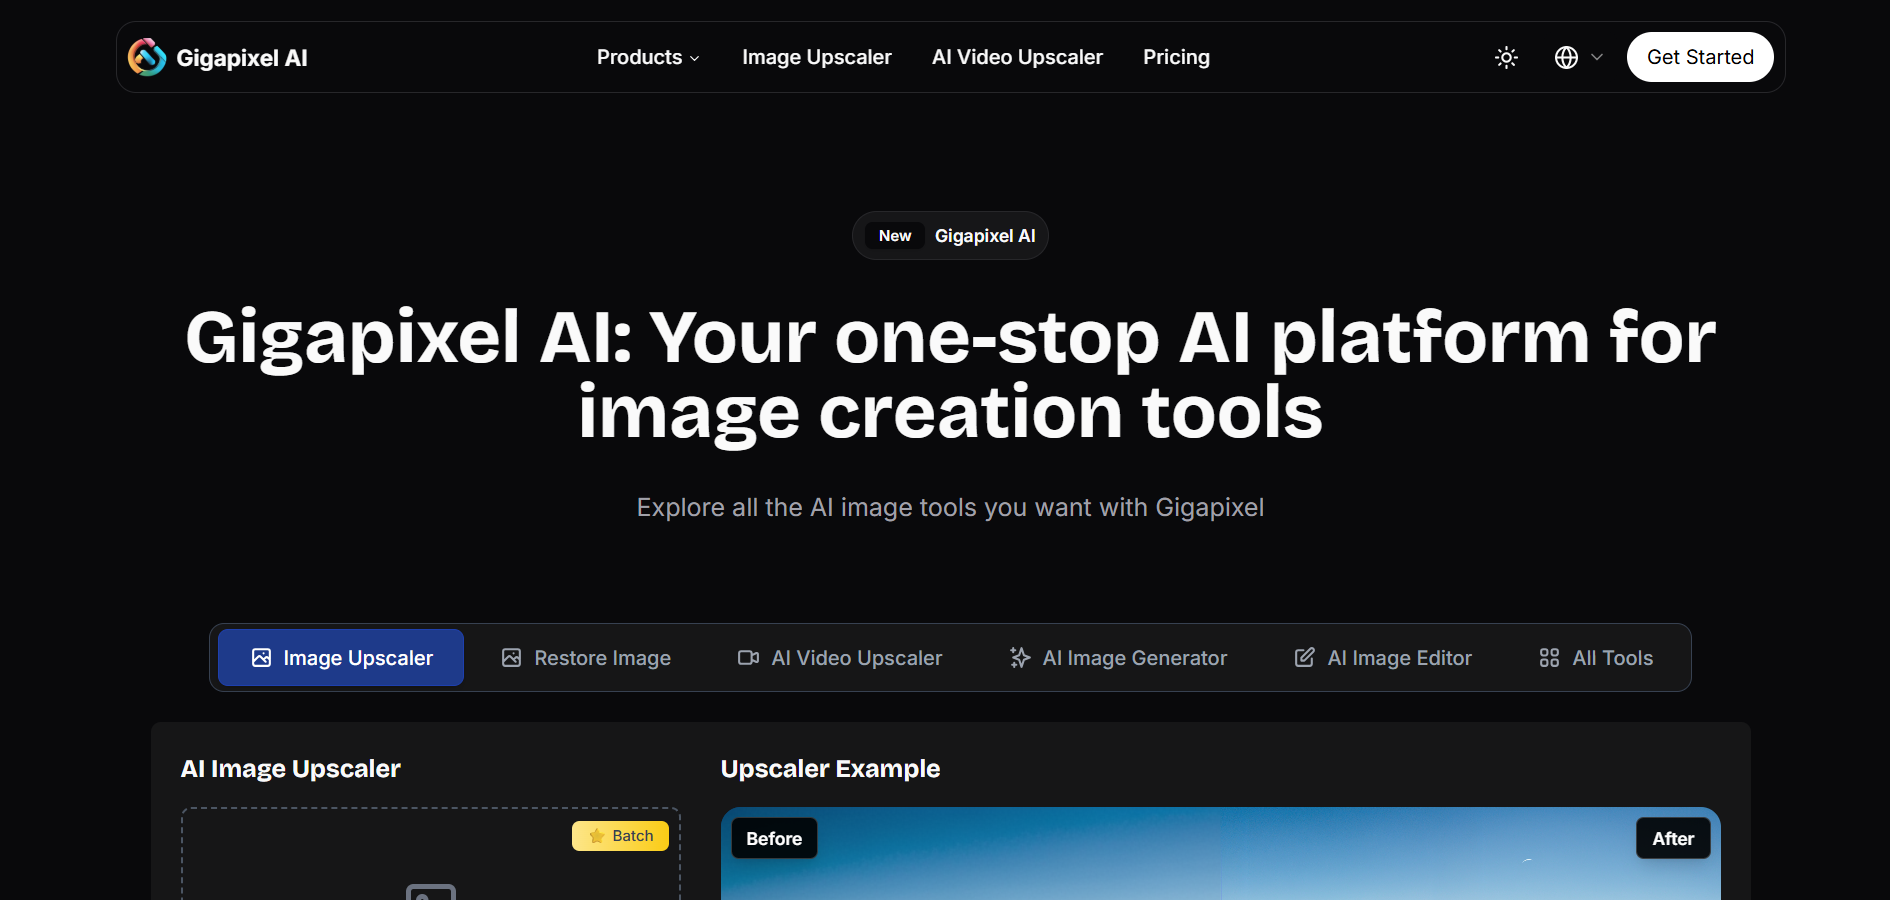 Gigapixel AI
Products
Image Upscaler
AI Video Upscaler
Pricing
Get Started
New Gigapixel AI
Gigapixel AI: Your one-stop AI platform for
image creation tools
Explore all the AI image tools you want with Gigapixel
Image Upscaler
Restore Image
AI Video Upscaler
AI Image Generator
AI Image Editor
All Tools
AI Image Upscaler
Batch
Upscaler Example
Before
After